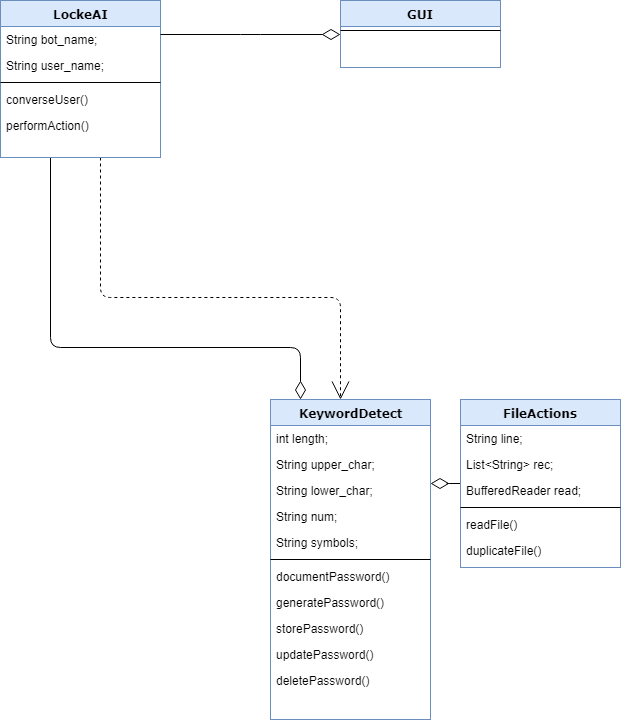 LockeAI
String bot_name;
String user_name;
converseUser()
performAction()
GUI
KeywordDetect
int length;
String upper_char;
String lower_char;
String num;
String symbols;
documentPassword()
generatePassword()
storePassword()
updatePassword()
deletePassword()
FileActions
String line;
List<String> rec;
BufferedReader read;
readFile()
duplicateFile()